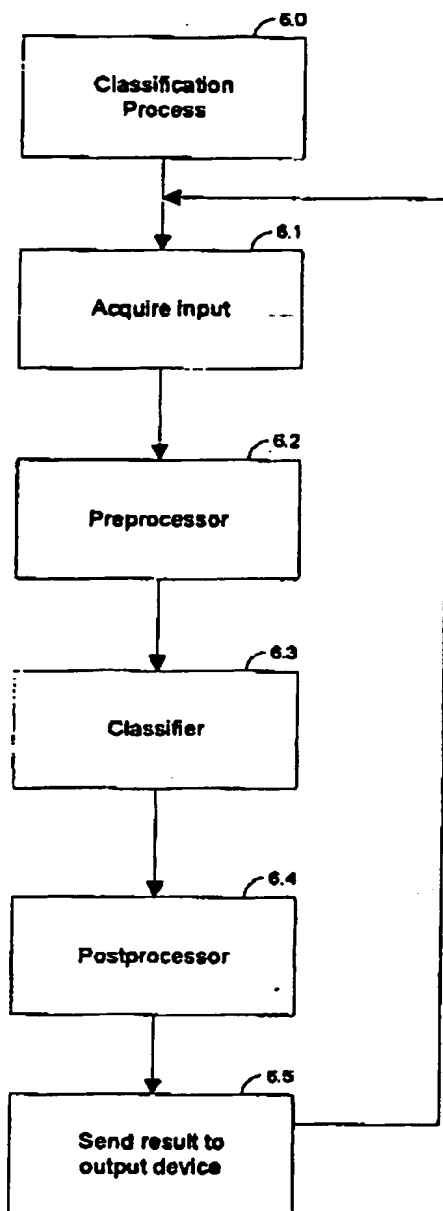 6.0
Classification
Process
6.1
Acquire input
6.2
Preprocessor
6.3
Classifier
6.4
Postprocessor
6.5
Send result to
output device